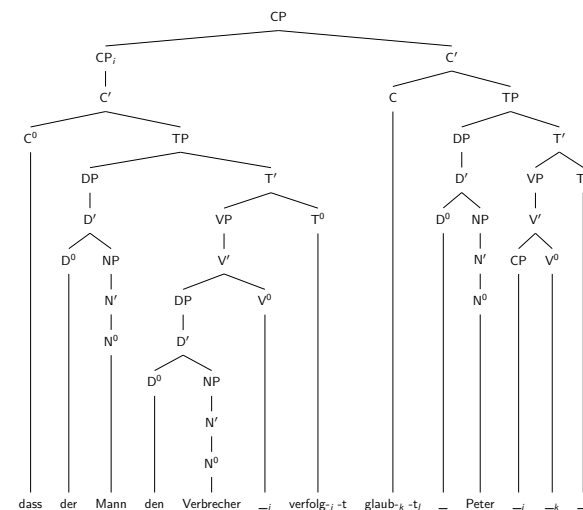 CP
CPᵢ C′
C′ C TP
C⁰ TP DP T′
DP T′ D′ VP T
D′ VP T⁰ D⁰ NP V′
D⁰ NP V′ N′ CP V⁰
N′ DP V⁰ N⁰
N⁰ D′
D⁰ NP
N′
N⁰
dass der Mann den Verbrecher _ᵢ verfolg-ᵢ -t glaub-ₖ -tₗ _ Peter _ᵢ _ₖ _